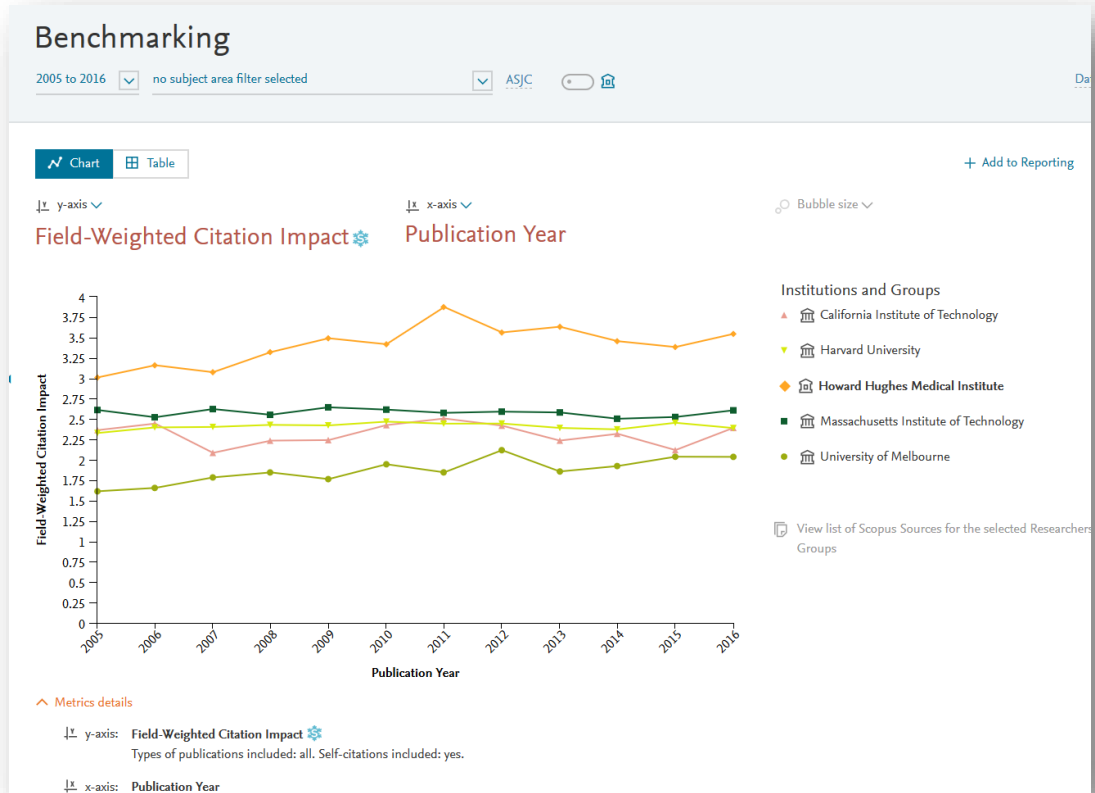 Benchmarking
2005 to 2016
no subject area filter selected
ASJC
Chart
Table
+ Add to Reporting
y-axis
x-axis
Bubble size
Field-Weighted Citation Impact
Publication Year
Institutions and Groups
California Institute of Technology
Harvard University
Howard Hughes Medical Institute
Massachusetts Institute of Technology
University of Melbourne
View list of Scopus Sources for the selected Researchers
Groups
Field-Weighted Citation Impact
4
3.75
3.5
3.25
3
2.75
2.5
2.25
2
1.75
1.5
1.25
1
0.75
0.5
0.25
0
2005
2006
2007
2008
2009
2010
2011
2012
2013
2014
2015
2016
Publication Year
Metrics details
y-axis: Field-Weighted Citation Impact
Types of publications included: all. Self-citations included: yes.
x-axis: Publication Year